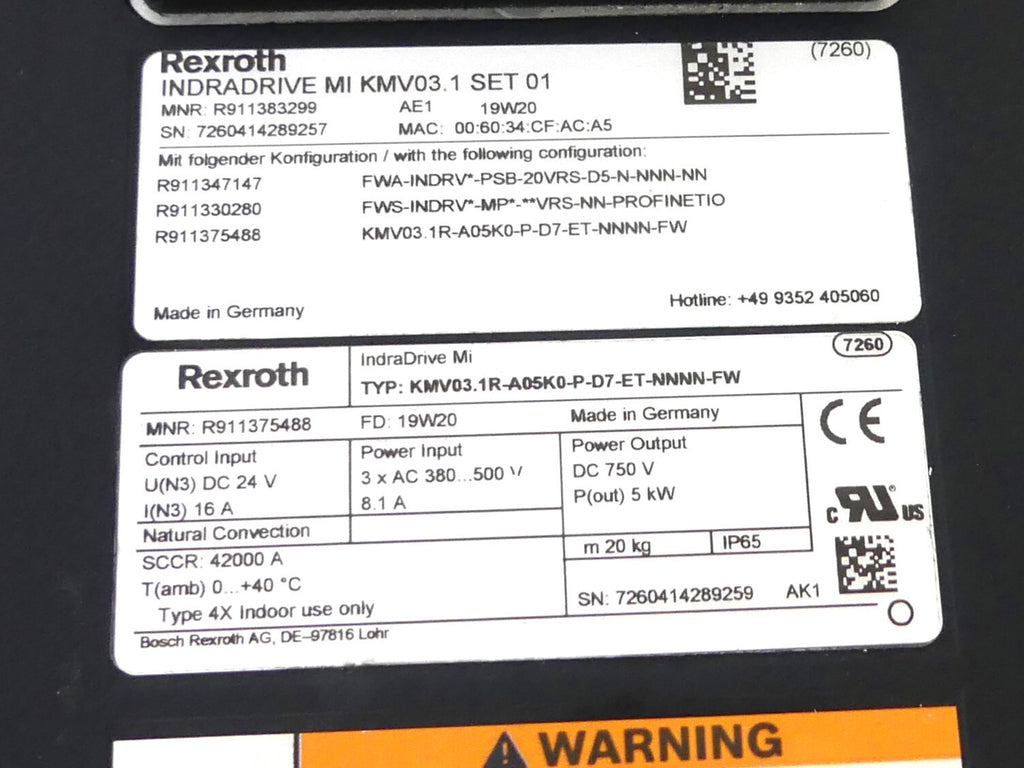 Rexroth
(7260)
INDRADRIVE MI KMV03.1 SET 01
MNR: R911383299 AE1 19W20
SN: 7260414289257 MAC: 00:60:34:CF:AC:A5
Mit folgender Konfiguration / with the following configuration:
R911347147 FWA-INDRV*-PSB-20VRS-D5-N-NNN-NN
R911330280 FWS-INDRV*-MP*-**VRS-NN-PROFINETIO
R911375488 KMV03.1R-A05K0-P-D7-ET-NNNN-FW
Made in Germany Hotline: +49 9352 405060
Rexroth
IndraDrive Mi
7260
TYP: KMV03.1R-A05K0-P-D7-ET-NNNN-FW
MNR: R911375488 FD: 19W20 Made in Germany
CE
Control Input
U(N3) DC 24 V
I(N3) 16 A
Power Input
3 x AC 380...500 V
8.1 A
Power Output
DC 750 V
P(out) 5 kW
Natural Convection
m 20 kg IP65
c RU® US
SCCR: 42000 A
T(amb) 0...+40 °C
Type 4X Indoor use only
SN: 7260414289259 AK1
Bosch Rexroth AG, DE-97816 Lohr
WARNING